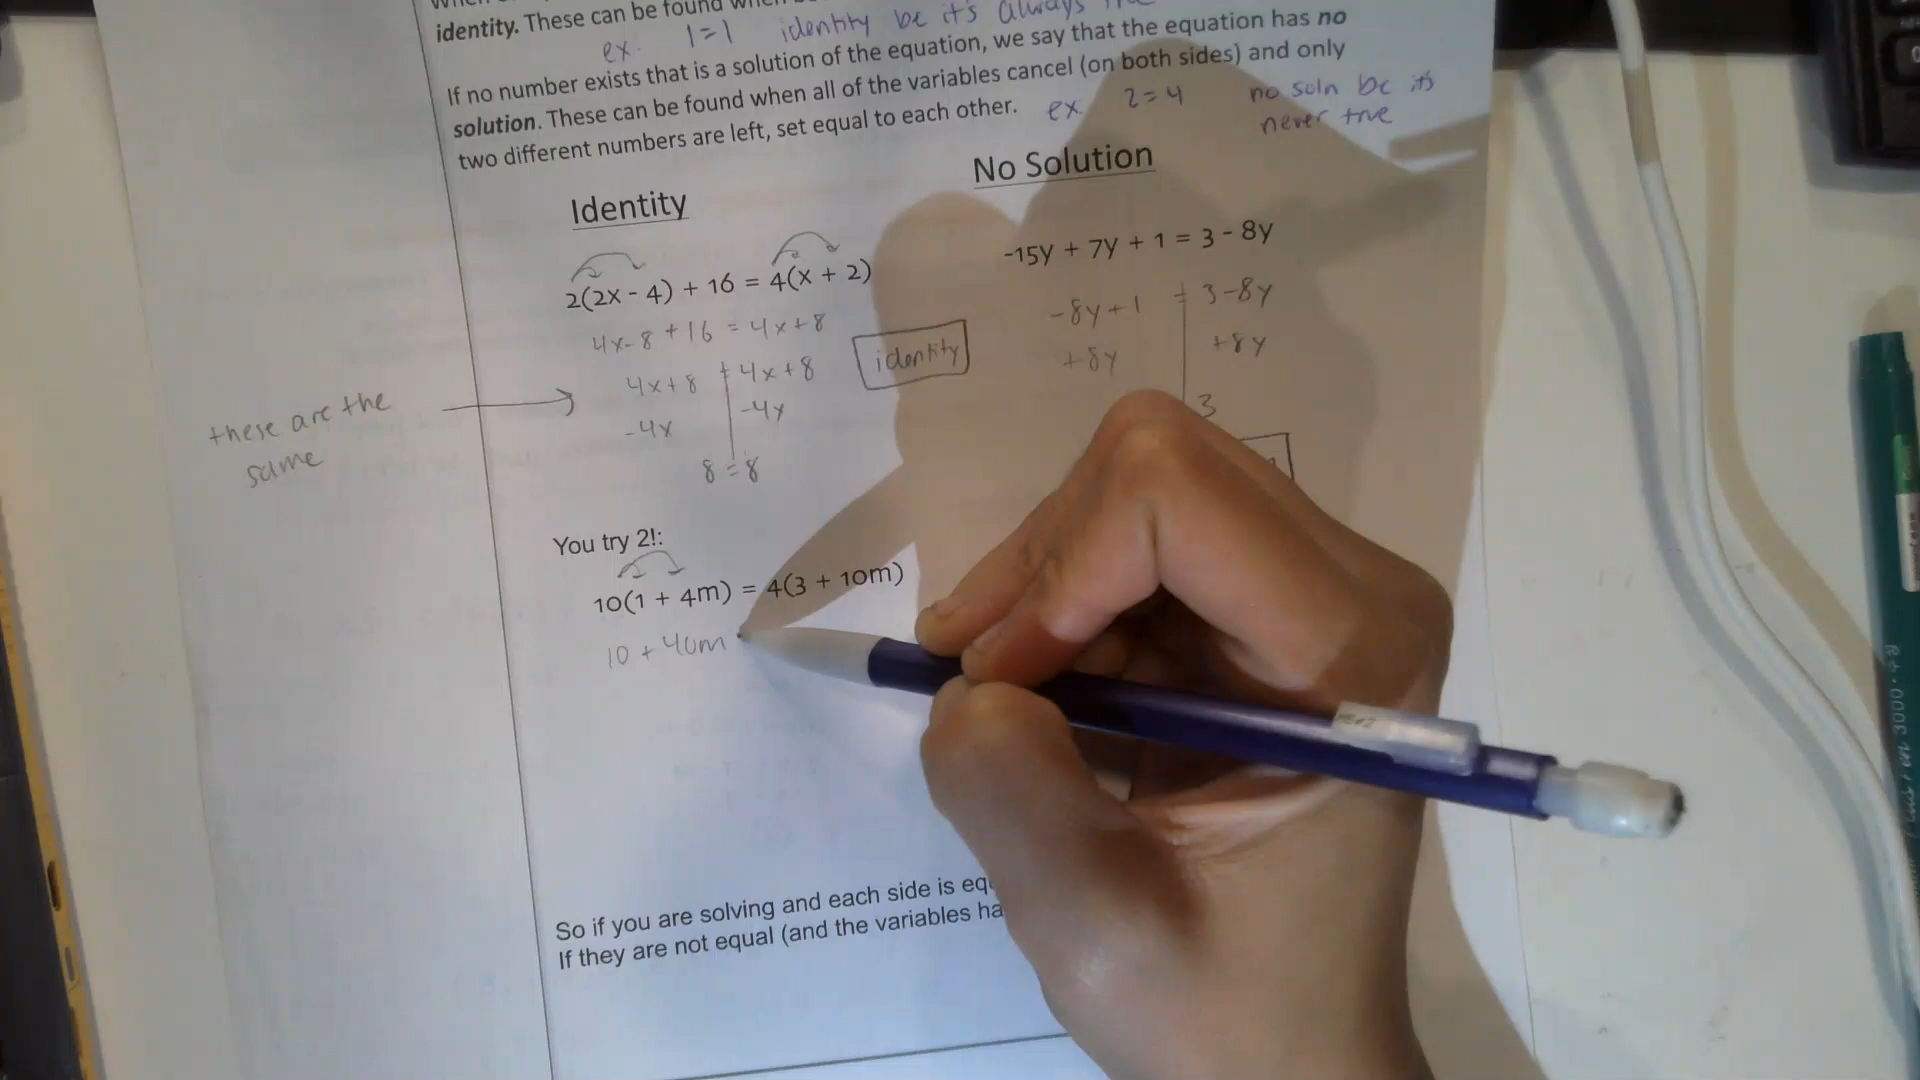 identity. These can be found
ex. 1=1 identity bc it's always
If no number exists that is a solution of the equation, we say that the equation has no
solution. These can be found when all of the variables cancel (on both sides) and only
two different numbers are left, set equal to each other. ex. 2=4 no soln bc it's
never true
Identity
No Solution
2(2x - 4) + 16 = 4(x + 2)
4x-8+16 = 4x+8
4x+8 = 4x+8
-4x -4x
8 = 8
identity
these are the
same
-15y + 7y + 1 = 3 - 8y
-8y+1 = 3-8y
+8y +8y
3
You try 2!:
10(1 + 4m) = 4(3 + 10m)
10 + 40m
So if you are solving and each side is
If they are not equal (and the variables